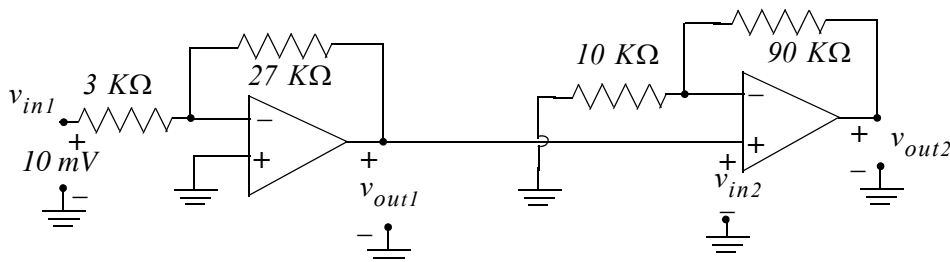 3 KΩ
27 KΩ
10 KΩ
90 KΩ
v_in1
10 mV
+
−
−
+
+
v_out1
−
−
+
+
v_in2
−
+
v_out2
−